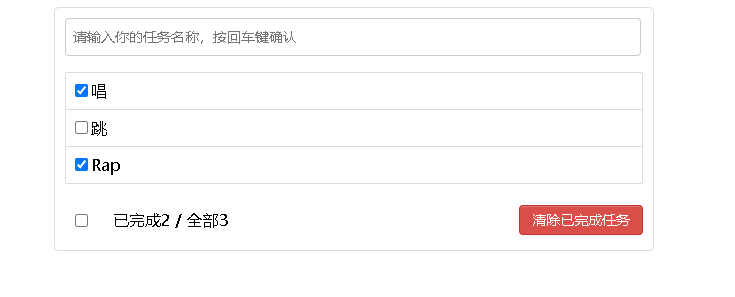 请输入你的任务名称，按回车键确认
唱
跳
Rap
已完成2 / 全部3
清除已完成任务